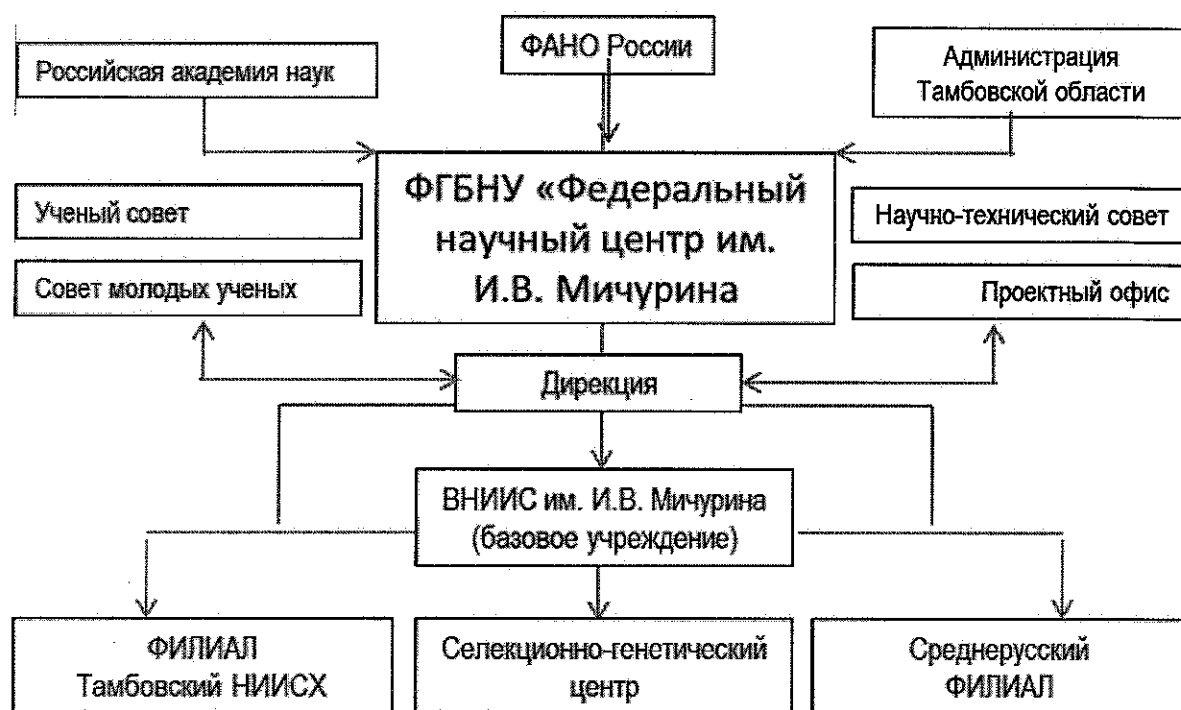 ФАНО России
Российская академия наук
Администрация
Тамбовской области
ФГБНУ «Федеральный
научный центр им.
И.В. Мичурина
Ученый совет
Научно-технический совет
Совет молодых ученых
Проектный офис
Дирекция
ВНИИС им. И.В. Мичурина
(базовое учреждение)
ФИЛИАЛ
Тамбовский НИИСХ
Селекционно-генетический
центр
Среднерусский
ФИЛИАЛ